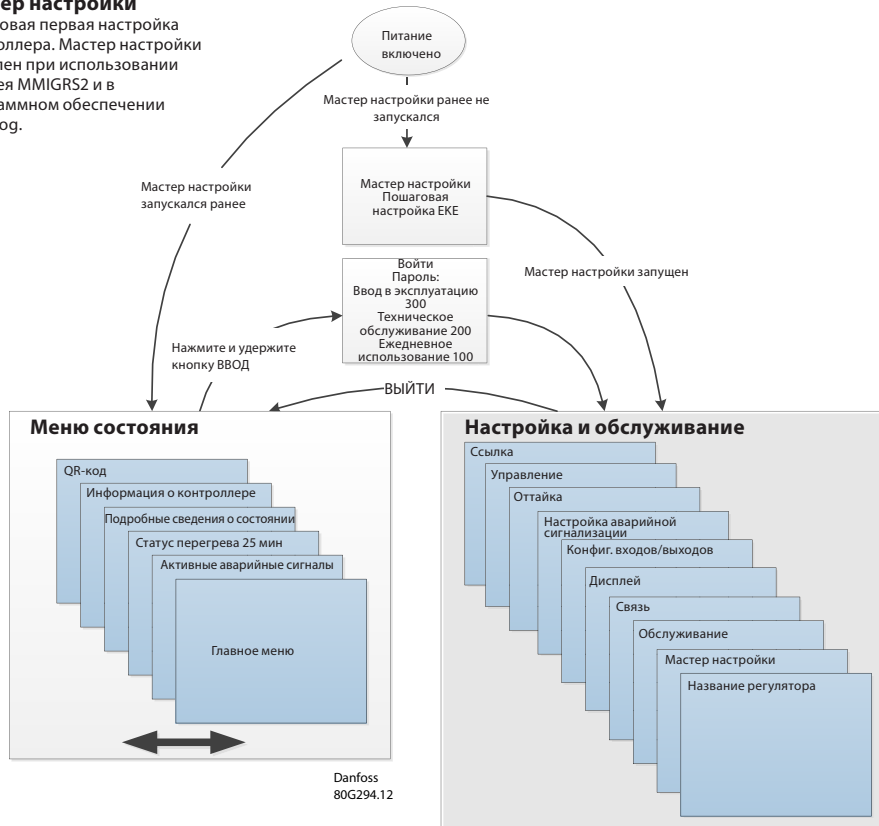 ер настройки
овая первая настройка
оллера. Мастер настройки
лен при использовании
ея MMIGRS2 и в
аммном обеспечении
og.
Питание
включено
Мастер настройки ранее не
запускался
Мастер настройки
запускался ранее
Мастер настройки
Пошаговая
настройка EKE
Войти
Пароль:
Ввод в эксплуатацию
300
Техническое
обслуживание 200
Ежедневное
использование 100
Мастер настройки запущен
Нажмите и удержите
кнопку ВВОД
ВЫЙТИ
Меню состояния
QR-код
Информация о контроллере
Подробные сведения о состоянии
Статус перегрева 25 мин
Активные аварийные сигналы
Главное меню
Настройка и обслуживание
Ссылка
Управление
Оттайка
Настройка аварийной
сигнализации
Конфиг. входов/выходов
Дисплей
Связь
Обслуживание
Мастер настройки
Название регулятора
Danfoss
80G294.12